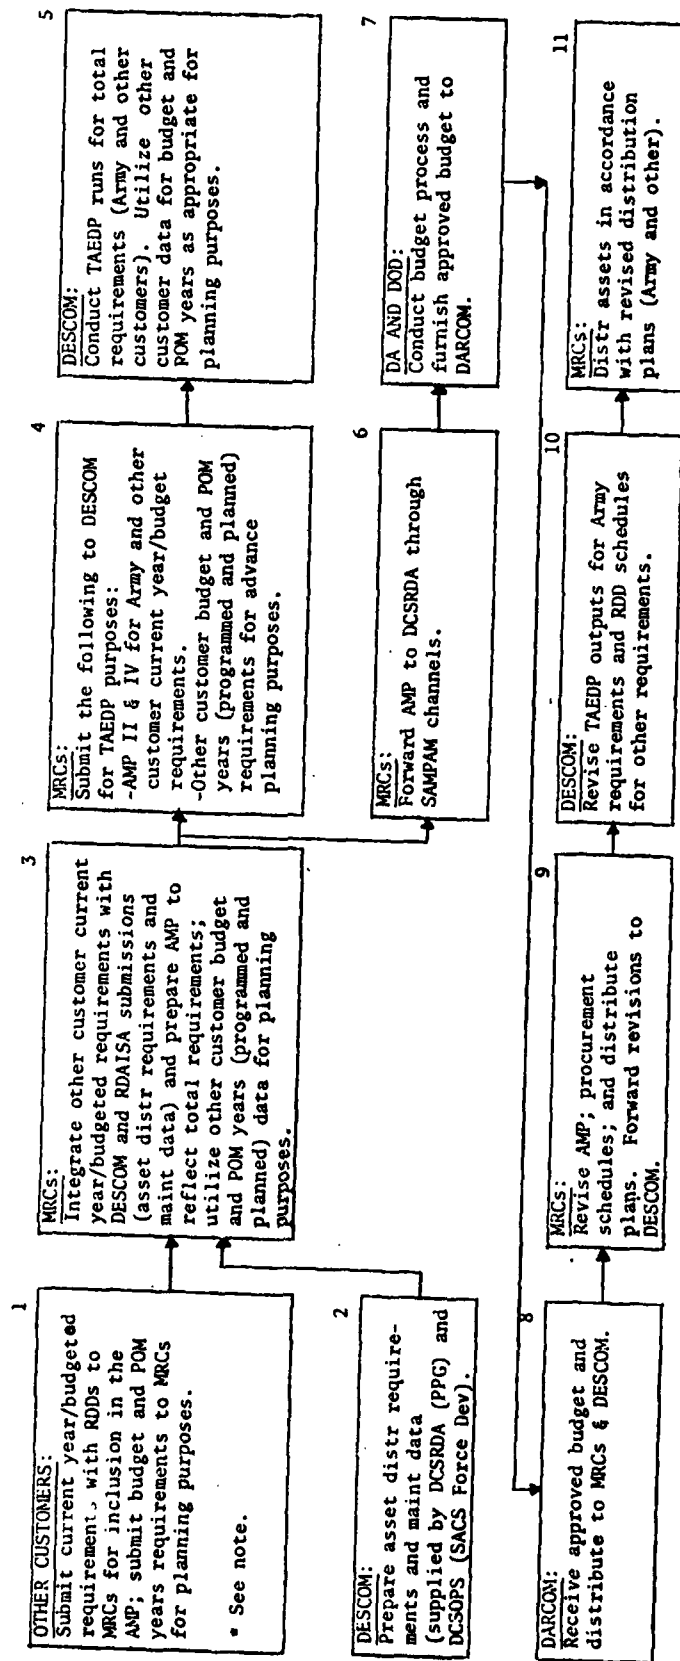 1
OTHER CUSTOMERS:
Submit current year/budgeted
requirements with RDDs to
MRCs for inclusion in the
AMP; submit budget and POM
years requirements to MRCs
for planning purposes.
* See note.
2
DESCOM:
Prepare asset distr require-
ments and maint data
(supplied by DCSRDA (PPG) and
DCSOPS (SACS Force Dev).
3
MRCs:
Integrate other customer current
year/budgeted requirements with
DESCOM and RDAISA submissions
(asset distr requirements and
maint data) and prepare AMP to
reflect total requirements;
utilize other customer budget
and POM years (programmed and
planned) data for planning
purposes.
4
MRCs:
Submit the following to DESCOM
for TAEDP purposes:
-AMP II & IV for Army and other
customer current year/budget
requirements.
-Other customer budget and POM
years (programmed and planned)
requirements for advance
planning purposes.
5
DESCOM:
Conduct TAEDP runs for total
requirements (Army and other
customers). Utilize other
customer data for budget and
POM years as appropriate for
planning purposes.
6
MRCs:
Forward AMP to DCSRDA through
SAMPAM channels.
7
DA AND DOD:
Conduct budget process and
furnish approved budget to
DARCOM.
8
DARCOM:
Receive approved budget and
distribute to MRCs & DESCOM.
9
MRCs:
Revise AMP; procurement
schedules; and distribute
plans. Forward revisions to
DESCOM.
10
DESCOM:
Revise TAEDP outputs for Army
requirements and RDD schedules
for other requirements.
11
MRCs:
Distr assets in accordance
with revised distribution
plans (Army and other).